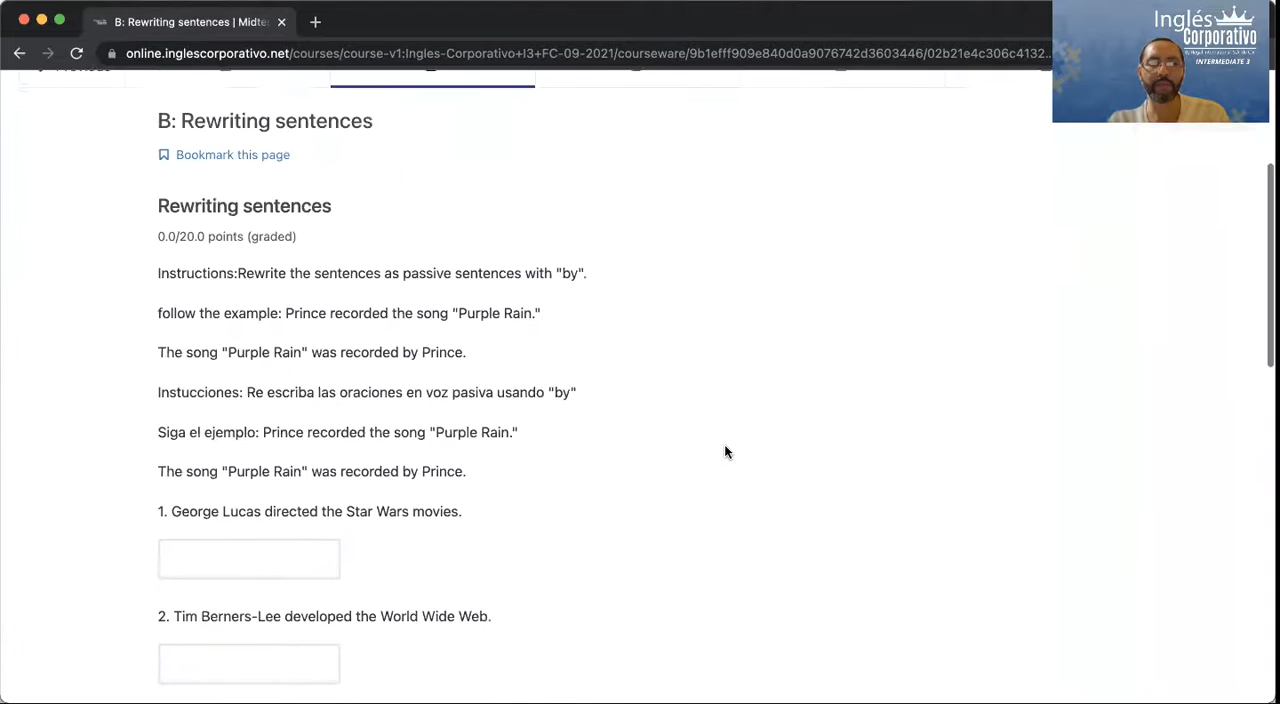 B: Rewriting sentences | Midte
online.inglescorporativo.net/courses/course-v1:Ingles-Corporativo+I3+FC-09-2021/courseware/9b1efff909e840d0a9076742d3603446/02b21e4c306c4132...
Inglés
Corporativo
INTERMEDIATE 3
B: Rewriting sentences
Bookmark this page
Rewriting sentences
0.0/20.0 points (graded)
Instructions:Rewrite the sentences as passive sentences with "by".
follow the example: Prince recorded the song "Purple Rain."
The song "Purple Rain" was recorded by Prince.
Instucciones: Re escriba las oraciones en voz pasiva usando "by"
Siga el ejemplo: Prince recorded the song "Purple Rain."
The song "Purple Rain" was recorded by Prince.
1. George Lucas directed the Star Wars movies.
2. Tim Berners-Lee developed the World Wide Web.